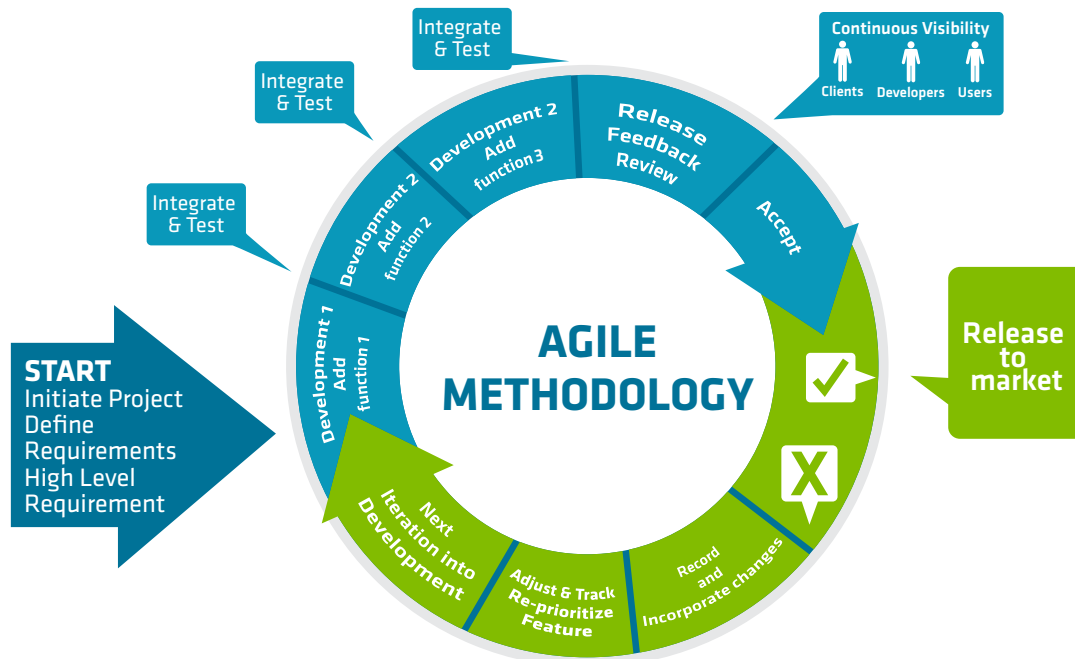 START
Initiate Project
Define
Requirements
High Level
Requirement
Development 1
Add
function 1
Integrate
& Test
Development 2
Add
function 2
Integrate
& Test
Development 2
Add
function 3
Integrate
& Test
Release
Feedback
Review
Continuous Visibility
Clients
Developers
Users
Accept
Release
to
market
X
Record
and
Incorporate changes
Adjust & Track
Re-prioritize
Feature
Next
Iteration into
Development
AGILE
METHODOLOGY